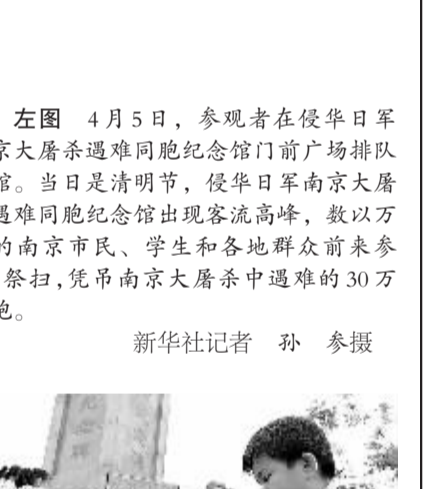 左图 4月5日，参观者在侵华日军
京大屠杀遇难同胞纪念馆门前广场排队
馆。当日是清明节，侵华日军南京大屠
遇难同胞纪念馆出现客流高峰，数以万
的南京市民、学生和各地群众前来参
祭扫，凭吊南京大屠杀中遇难的30万
胞。
新华社记者 孙 参摄